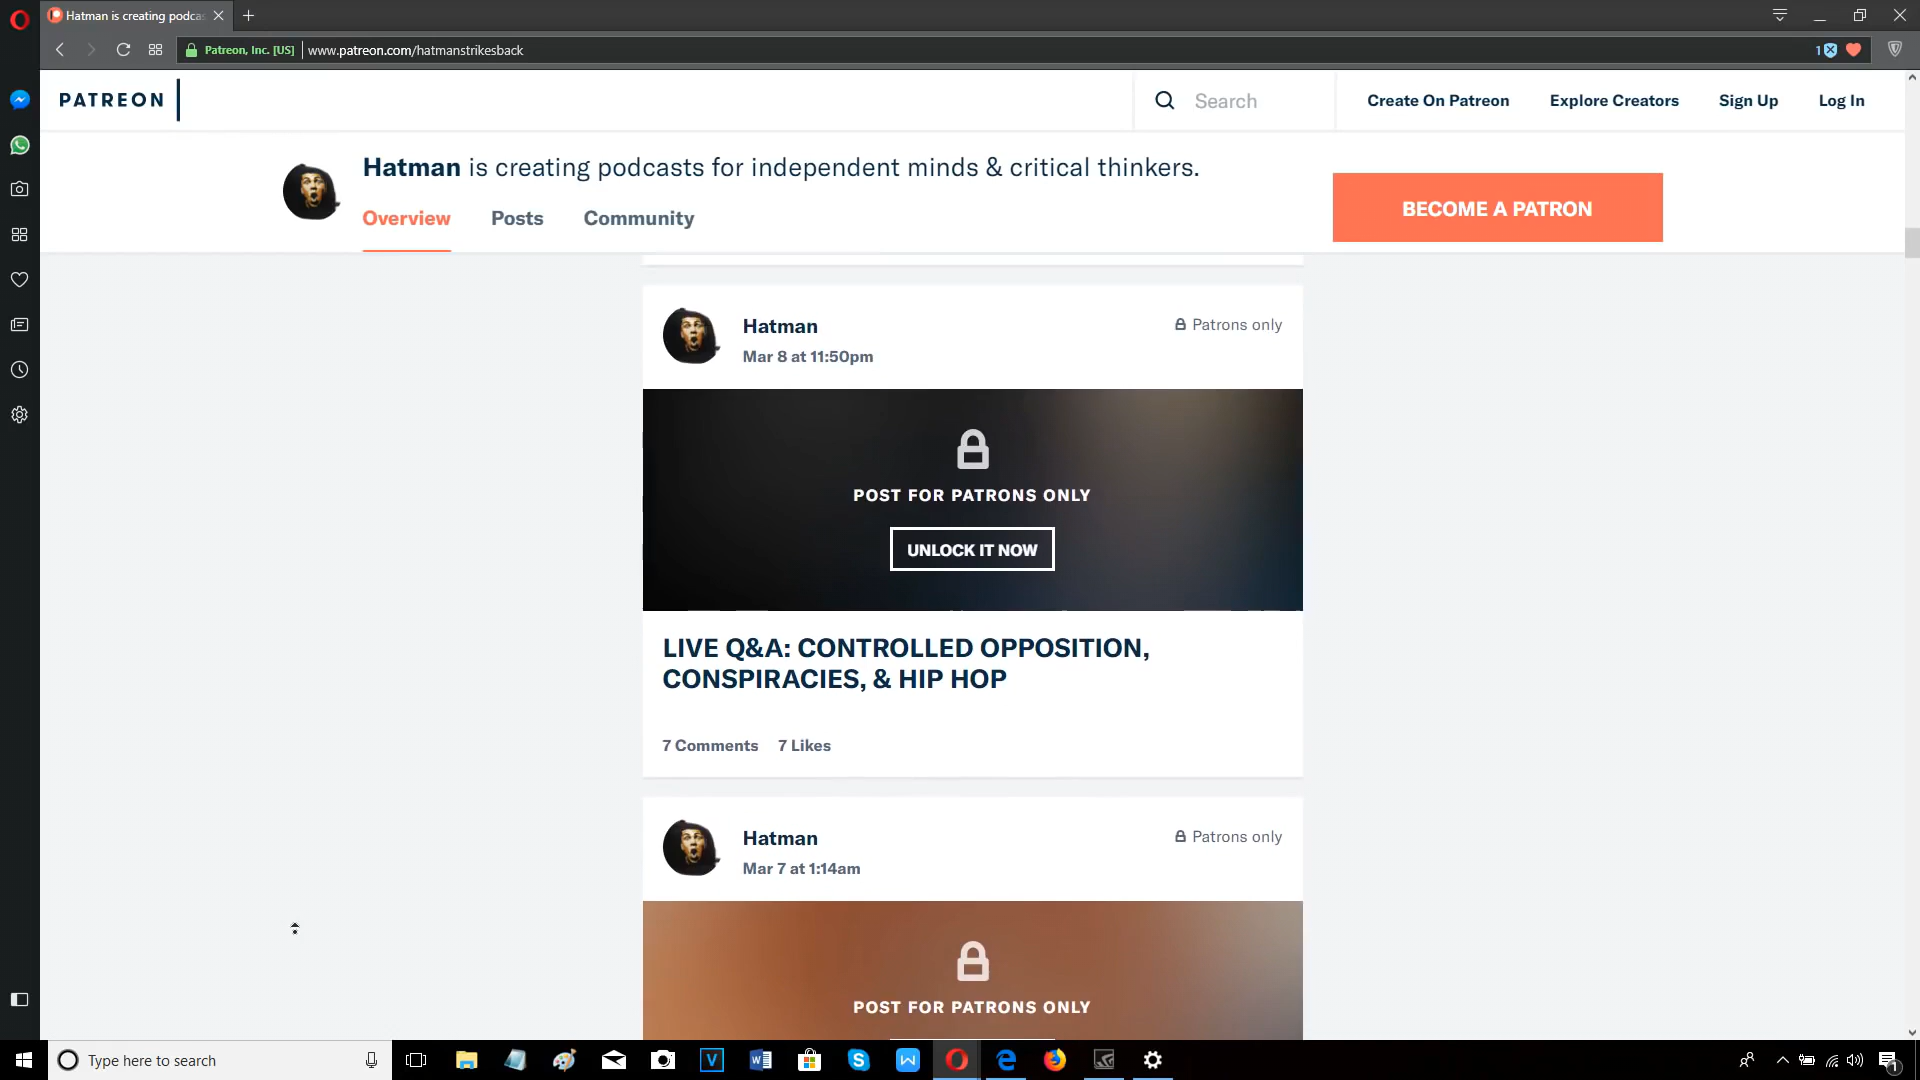 Hatman is creating podca
Patreon, Inc. [US]
www.patreon.com/hatmanstrikesback
1
PATREON
Search
Create On Patreon
Explore Creators
Sign Up
Log In
Hatman is creating podcasts for independent minds & critical thinkers.
Overview
Posts
Community
BECOME A PATRON
Hatman
Patrons only
Mar 8 at 11:50pm
POST FOR PATRONS ONLY
UNLOCK IT NOW
LIVE Q&A: CONTROLLED OPPOSITION,
CONSPIRACIES, & HIP HOP
7 Comments
7 Likes
Hatman
Patrons only
Mar 7 at 1:14am
POST FOR PATRONS ONLY
Type here to search
1